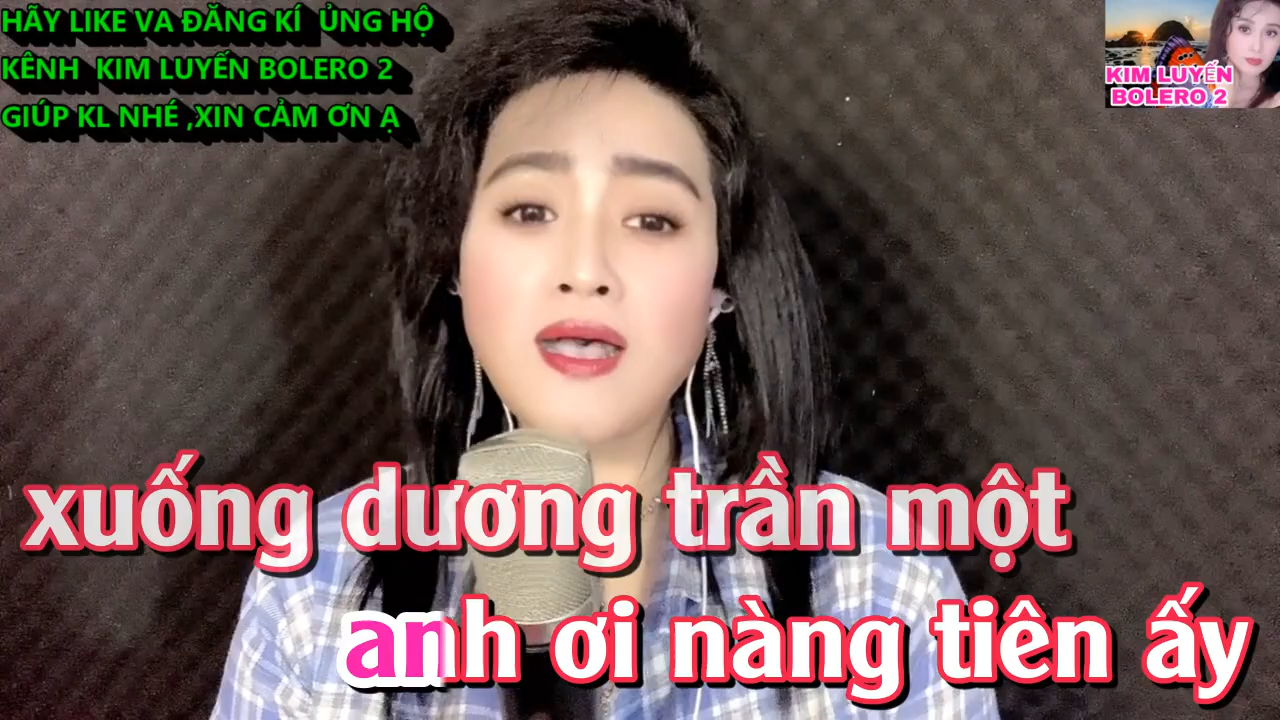 HÃY LIKE VA ĐĂNG KÍ ỦNG HỘ
KÊNH KIM LUYẾN BOLERO 2
GIÚP KL NHÉ ,XIN CẢM ƠN Ạ
KIM LUYẾN
BOLERO 2
xuống dương trần một
anh ơi nàng tiên ấy